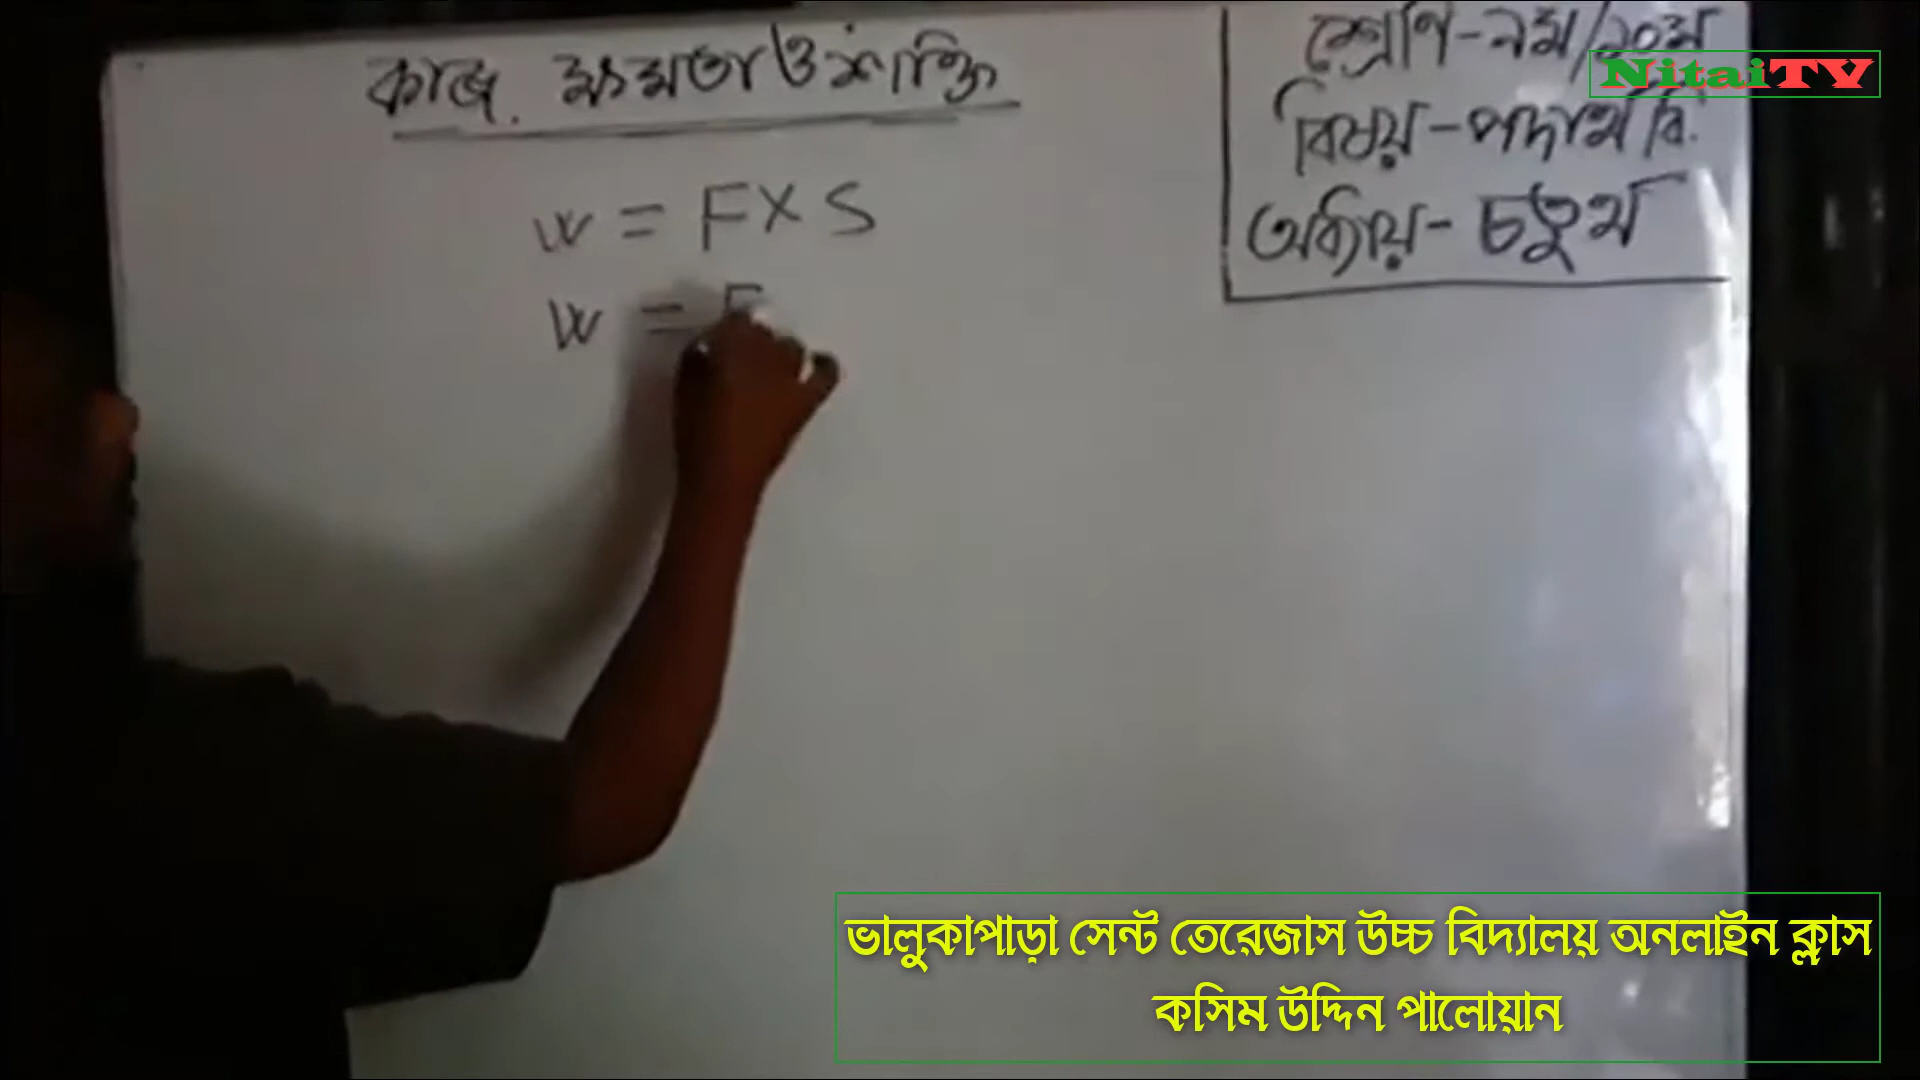 কাজ. ক্ষমতা ও শক্তি
W = F X S
W = F
শ্রেণি-নবম/১০ম
বিষয়-পদার্থ বি.
অধ্যায়- চতুর্থ
NitaiTV
ভালুকাপাড়া সেন্ট তেরেজাস উচ্চ বিদ্যালয় অনলাইন ক্লাস
কসিম উদ্দিন পালোয়ান